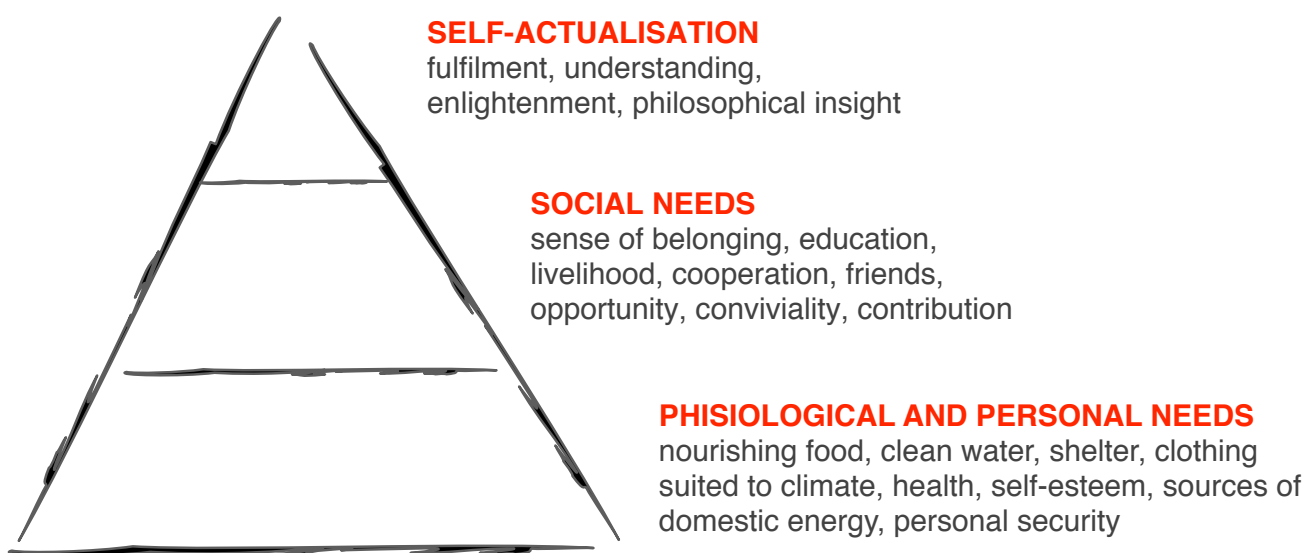 SELF-ACTUALISATION
fulfilment, understanding,
enlightenment, philosophical insight
SOCIAL NEEDS
sense of belonging, education,
livelihood, cooperation, friends,
opportunity, conviviality, contribution
PHISIOLOGICAL AND PERSONAL NEEDS
nourishing food, clean water, shelter, clothing
suited to climate, health, self-esteem, sources of
domestic energy, personal security